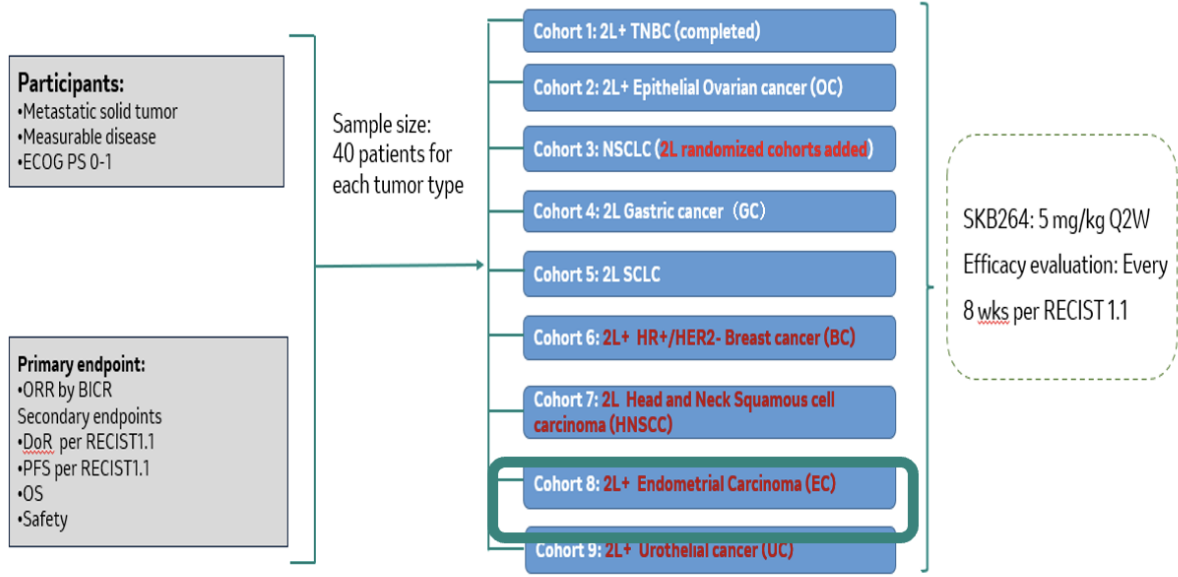 Participants:
•Metastatic solid tumor
•Measurable disease
•ECOG PS 0-1
Primary endpoint:
•ORR by BICR
Secondary endpoints
•DoR per RECIST1.1
•PFS per RECIST1.1
•OS
•Safety
Sample size:
40 patients for
each tumor type
Cohort 1: 2L+ TNBC (completed)
Cohort 2: 2L+ Epithelial Ovarian cancer (OC)
Cohort 3: NSCLC (2L randomized cohorts added)
Cohort 4: 2L Gastric cancer（GC）
Cohort 5: 2L SCLC
Cohort 6: 2L+ HR+/HER2- Breast cancer (BC)
Cohort 7: 2L Head and Neck Squamous cell
carcinoma (HNSCC)
Cohort 8: 2L+ Endometrial Carcinoma (EC)
Cohort 9: 2L+ Urothelial cancer (UC)
SKB264: 5 mg/kg Q2W
Efficacy evaluation: Every
8 wks per RECIST 1.1